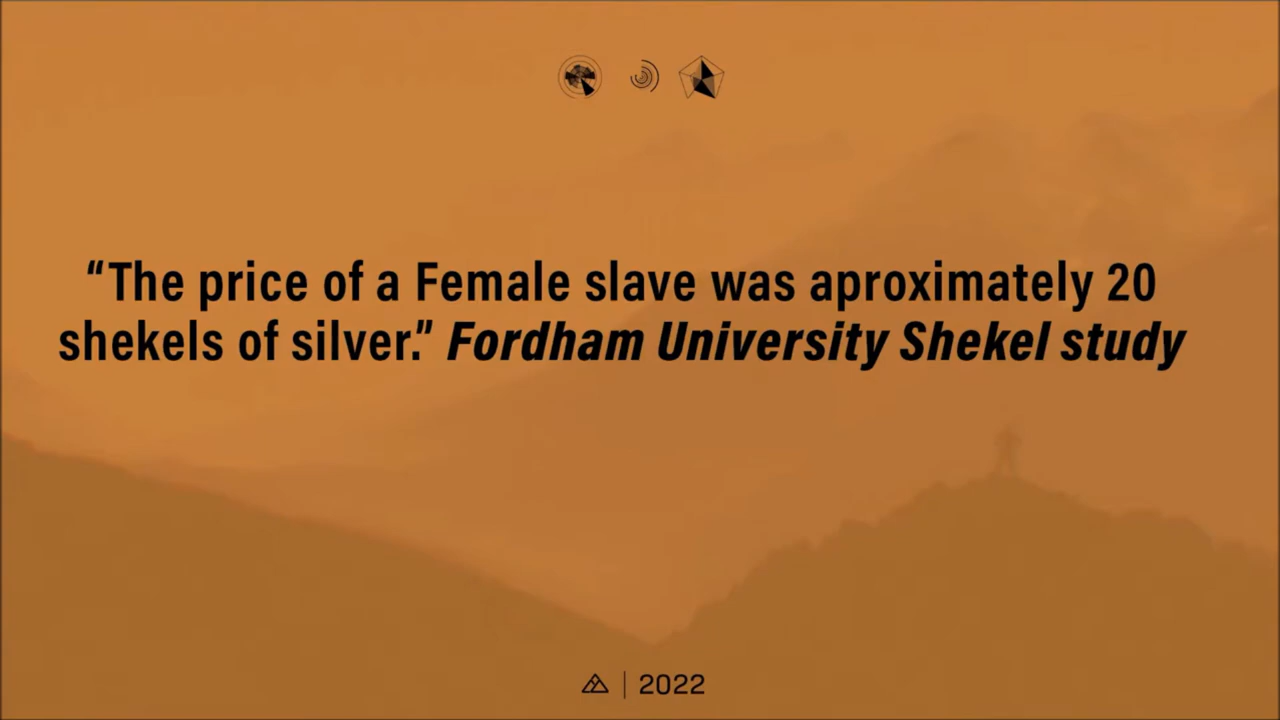 “The price of a Female slave was aproximately 20
shekels of silver.” Fordham University Shekel study
2022